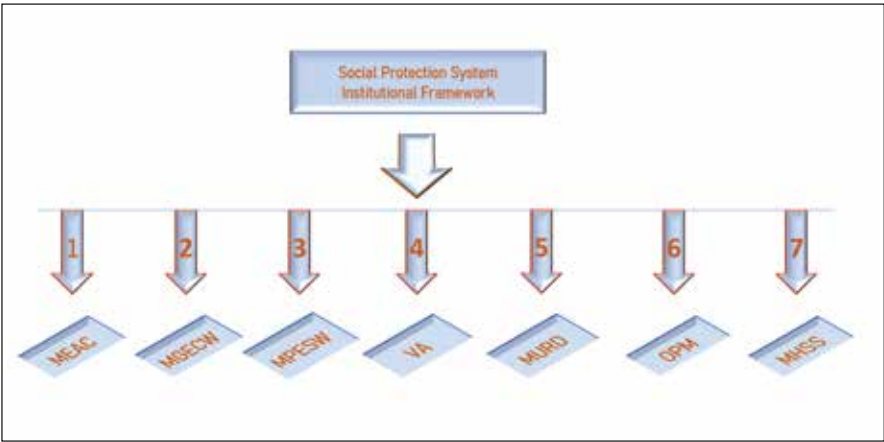 Social Protection System
Institutional Framework
1 2 3 4 5 6 7
MEAC MGECW MPESW VA MURD OPM MHSS